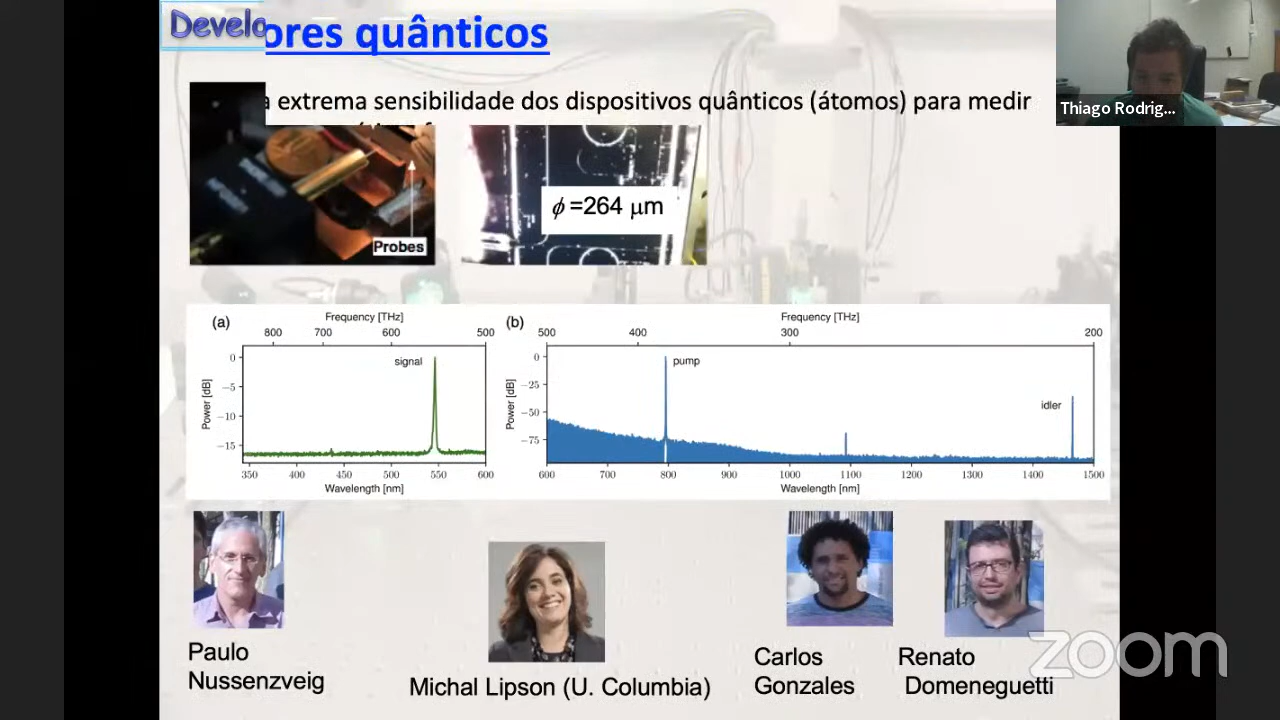 Develo
ores quânticos
a extrema sensibilidade dos dispositivos quânticos (átomos) para medir
Thiago Rodrig...
Probes
ϕ =264 μm
(a)
Frequency [THz]
800 700 600 500
signal
Power [dB]
0
−5
−10
−15
350 400 450 500 550 600
Wavelength [nm]
(b)
Frequency [THz]
500 400 300 200
pump
idler
Power [dB]
0
−25
−50
−75
600 700 800 900 1000 1100 1200 1300 1400 1500
Wavelength [nm]
Paulo
Nussenzveig
Michal Lipson (U. Columbia)
Carlos
Gonzales
Renato
Domeneguetti
zoom